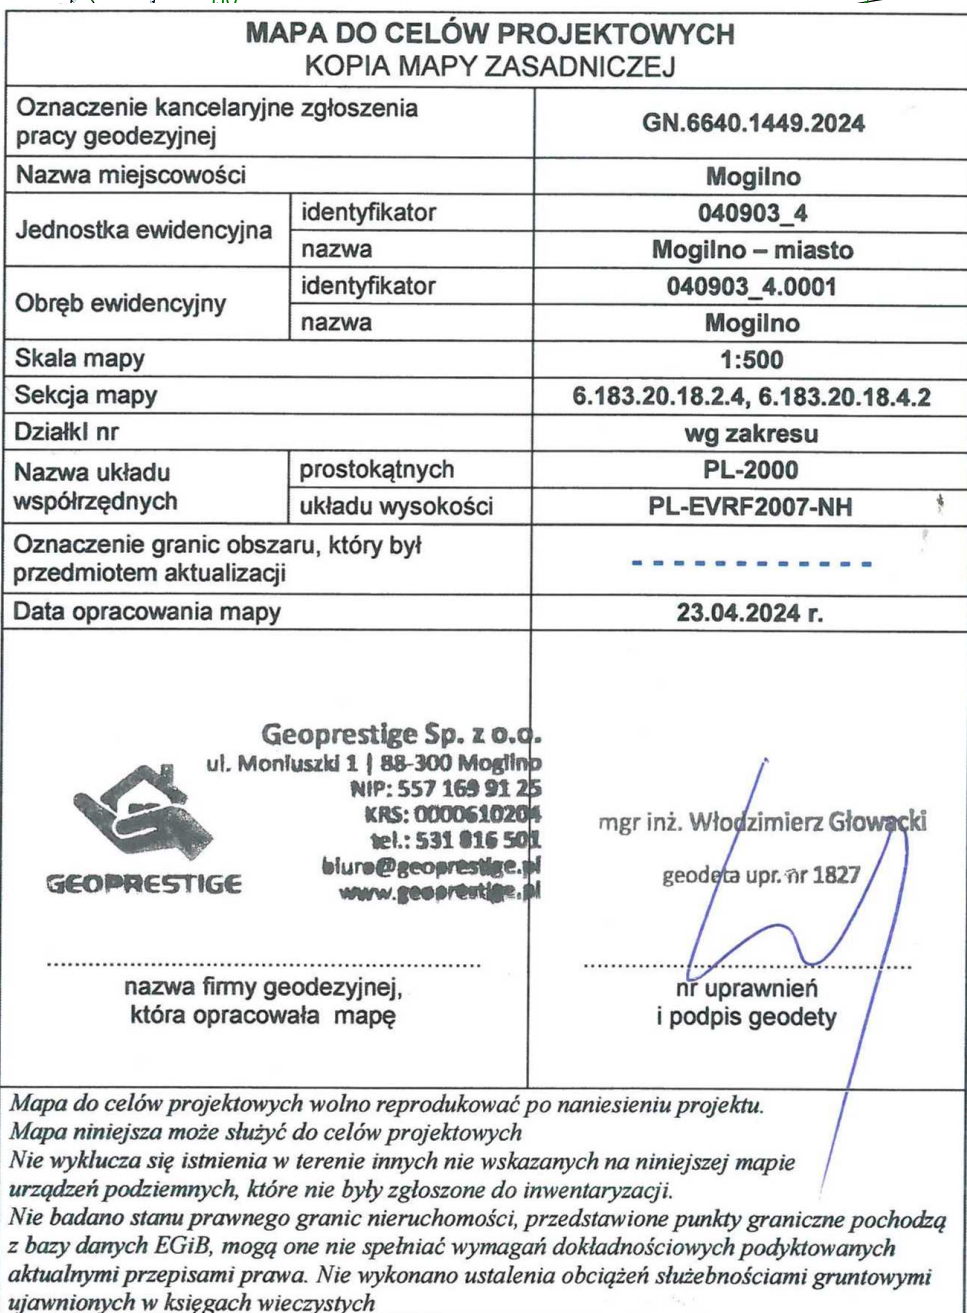 MAPA DO CELÓW PROJEKTOWYCH
KOPIA MAPY ZASADNICZEJ
Oznaczenie kancelaryjne zgłoszenia
pracy geodezyjnej
GN.6640.1449.2024
Nazwa miejscowości
Mogilno
Jednostka ewidencyjna
identyfikator
040903_4
nazwa
Mogilno – miasto
Obręb ewidencyjny
identyfikator
040903_4.0001
nazwa
Mogilno
Skala mapy
1:500
Sekcja mapy
6.183.20.18.2.4, 6.183.20.18.4.2
Działki nr
wg zakresu
Nazwa układu
współrzędnych
prostokątnych
PL-2000
układu wysokości
PL-EVRF2007-NH
Oznaczenie granic obszaru, który był
przedmiotem aktualizacji
Data opracowania mapy
23.04.2024 r.
Geoprestige Sp. z o.o.
ul. Moniuszki 1 | 88-300 Mogilno
NIP: 557 169 91 25
KRS: 0000610204
tel.: 531 816 501
biuro@geoprestige.pl
www.geoprestige.pl
GEOPRESTIGE
nazwa firmy geodezyjnej,
która opracowała mapę
mgr inż. Włodzimierz Głowacki
geodeta upr. nr 1827
nr uprawnień
i podpis geodety
Mapa do celów projektowych wolno reprodukować po naniesieniu projektu.
Mapa niniejsza może służyć do celów projektowych
Nie wyklucza się istnienia w terenie innych nie wskazanych na niniejszej mapie
urządzeń podziemnych, które nie były zgłoszone do inwentaryzacji.
Nie badano stanu prawnego granic nieruchomości, przedstawione punkty graniczne pochodzą
z bazy danych EGiB, mogą one nie spełniać wymagań dokładnościowych podyktowanych
aktualnymi przepisami prawa. Nie wykonano ustalenia obciążeń służebnościami gruntowymi
ujawnionych w księgach wieczystych